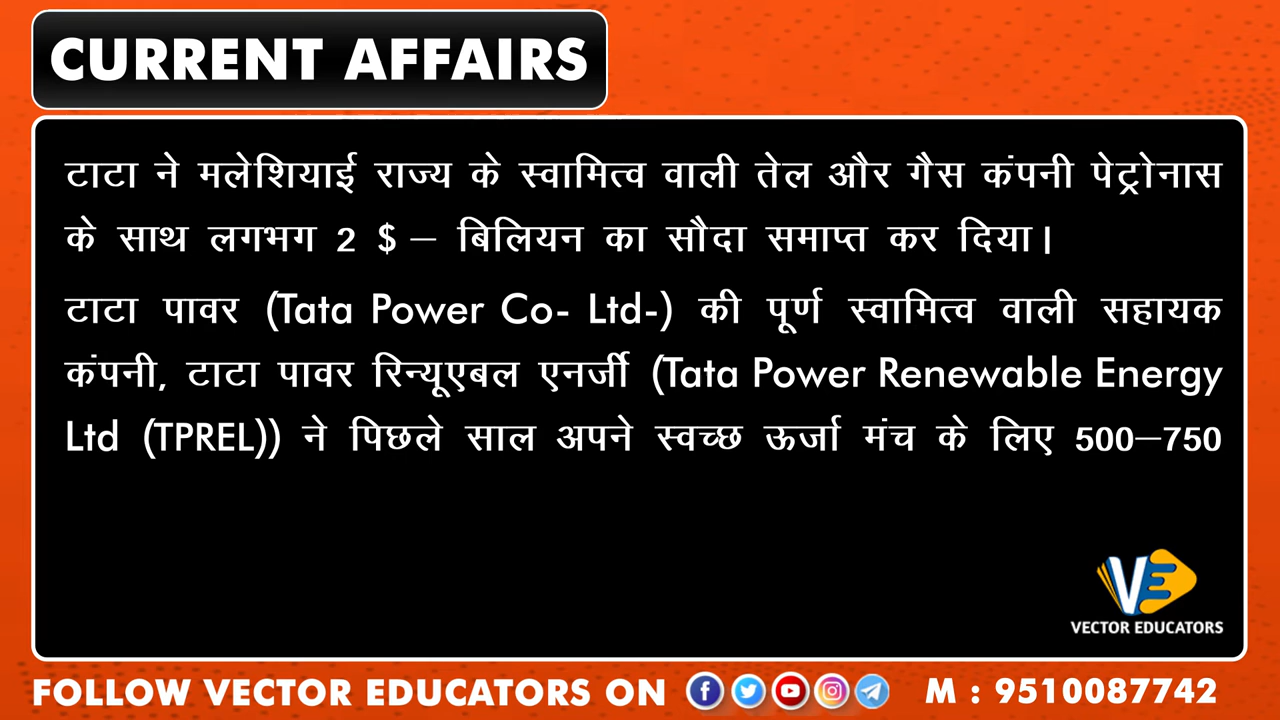 CURRENT AFFAIRS
टाटा ने मलेशियाई राज्य के स्वामित्व वाली तेल और गैस कंपनी पेट्रोनास
के साथ लगभग 2 $ – बिलियन का सौदा समाप्त कर दिया।
टाटा पावर (Tata Power Co- Ltd-) की पूर्ण स्वामित्व वाली सहायक
कंपनी, टाटा पावर रिन्यूएबल एनर्जी (Tata Power Renewable Energy
Ltd (TPREL)) ने पिछले साल अपने स्वच्छ ऊर्जा मंच के लिए 500–750
VE
VECTOR EDUCATORS
FOLLOW VECTOR EDUCATORS ON M : 9510087742